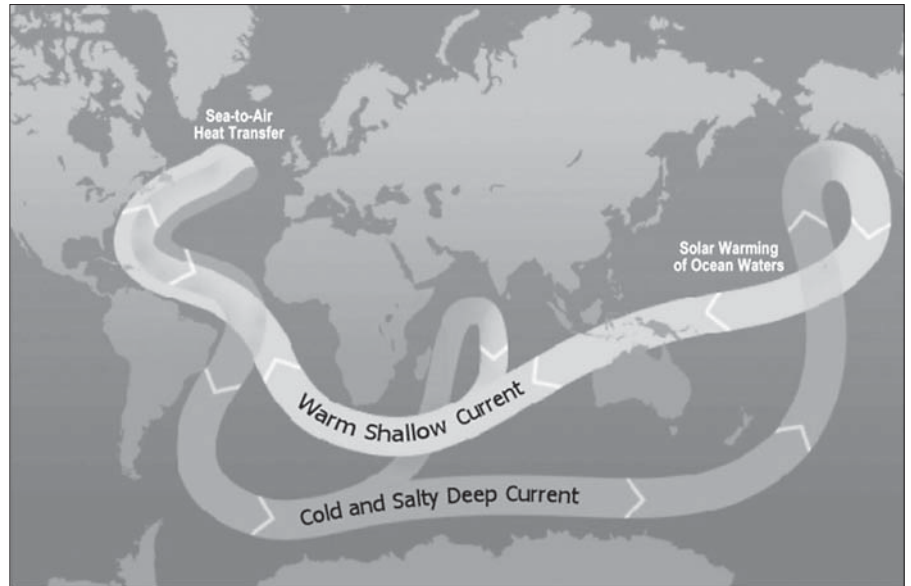 Sea-to-Air
Heat Transfer
Solar Warming
of Ocean Waters
Warm Shallow Current
Cold and Salty Deep Current